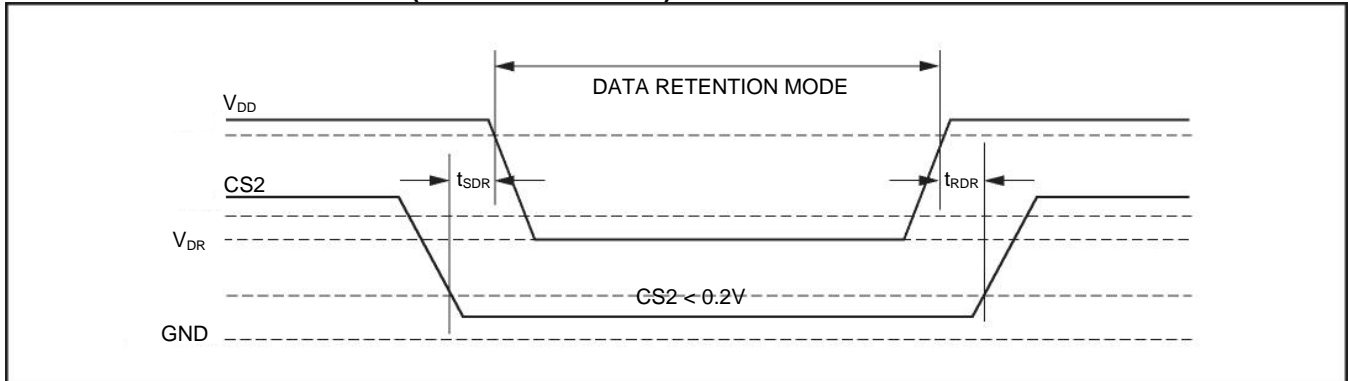 DATA RETENTION MODE
VDD
tSDR
tRDR
CS2
VDR
CS2 < 0.2V
GND